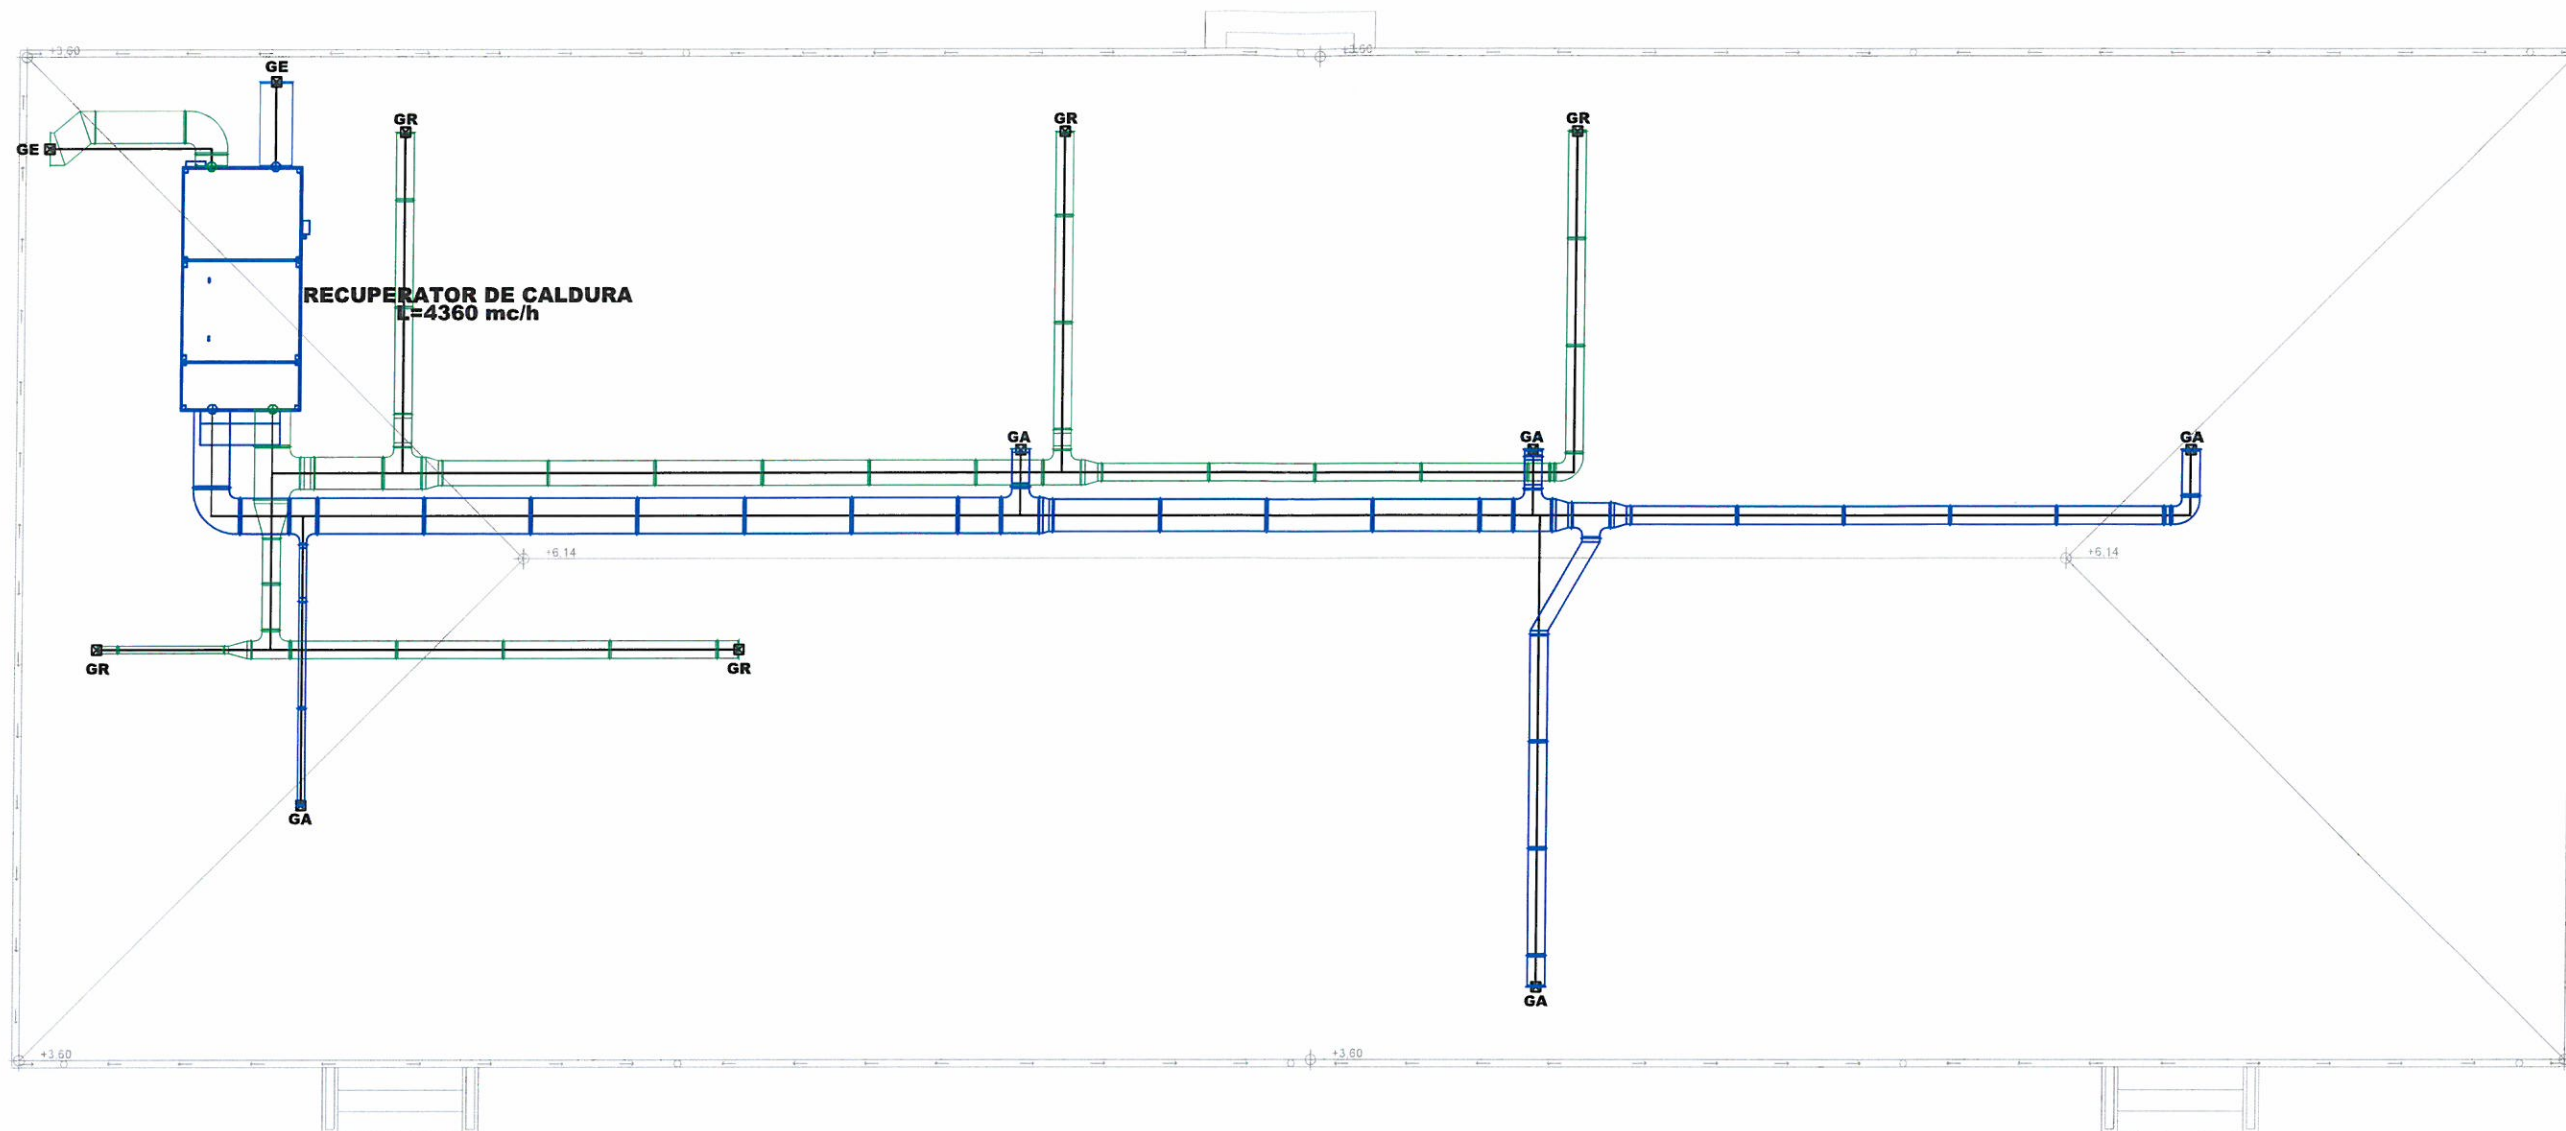 +3.60
+3.60
GE
GE
GR
GR
GR
RECUPERATOR DE CALDURA
L=4360 mc/h
GA
GA
GA
+6.14
+6.14
GR
GR
GA
GA
+3.60
+3.60